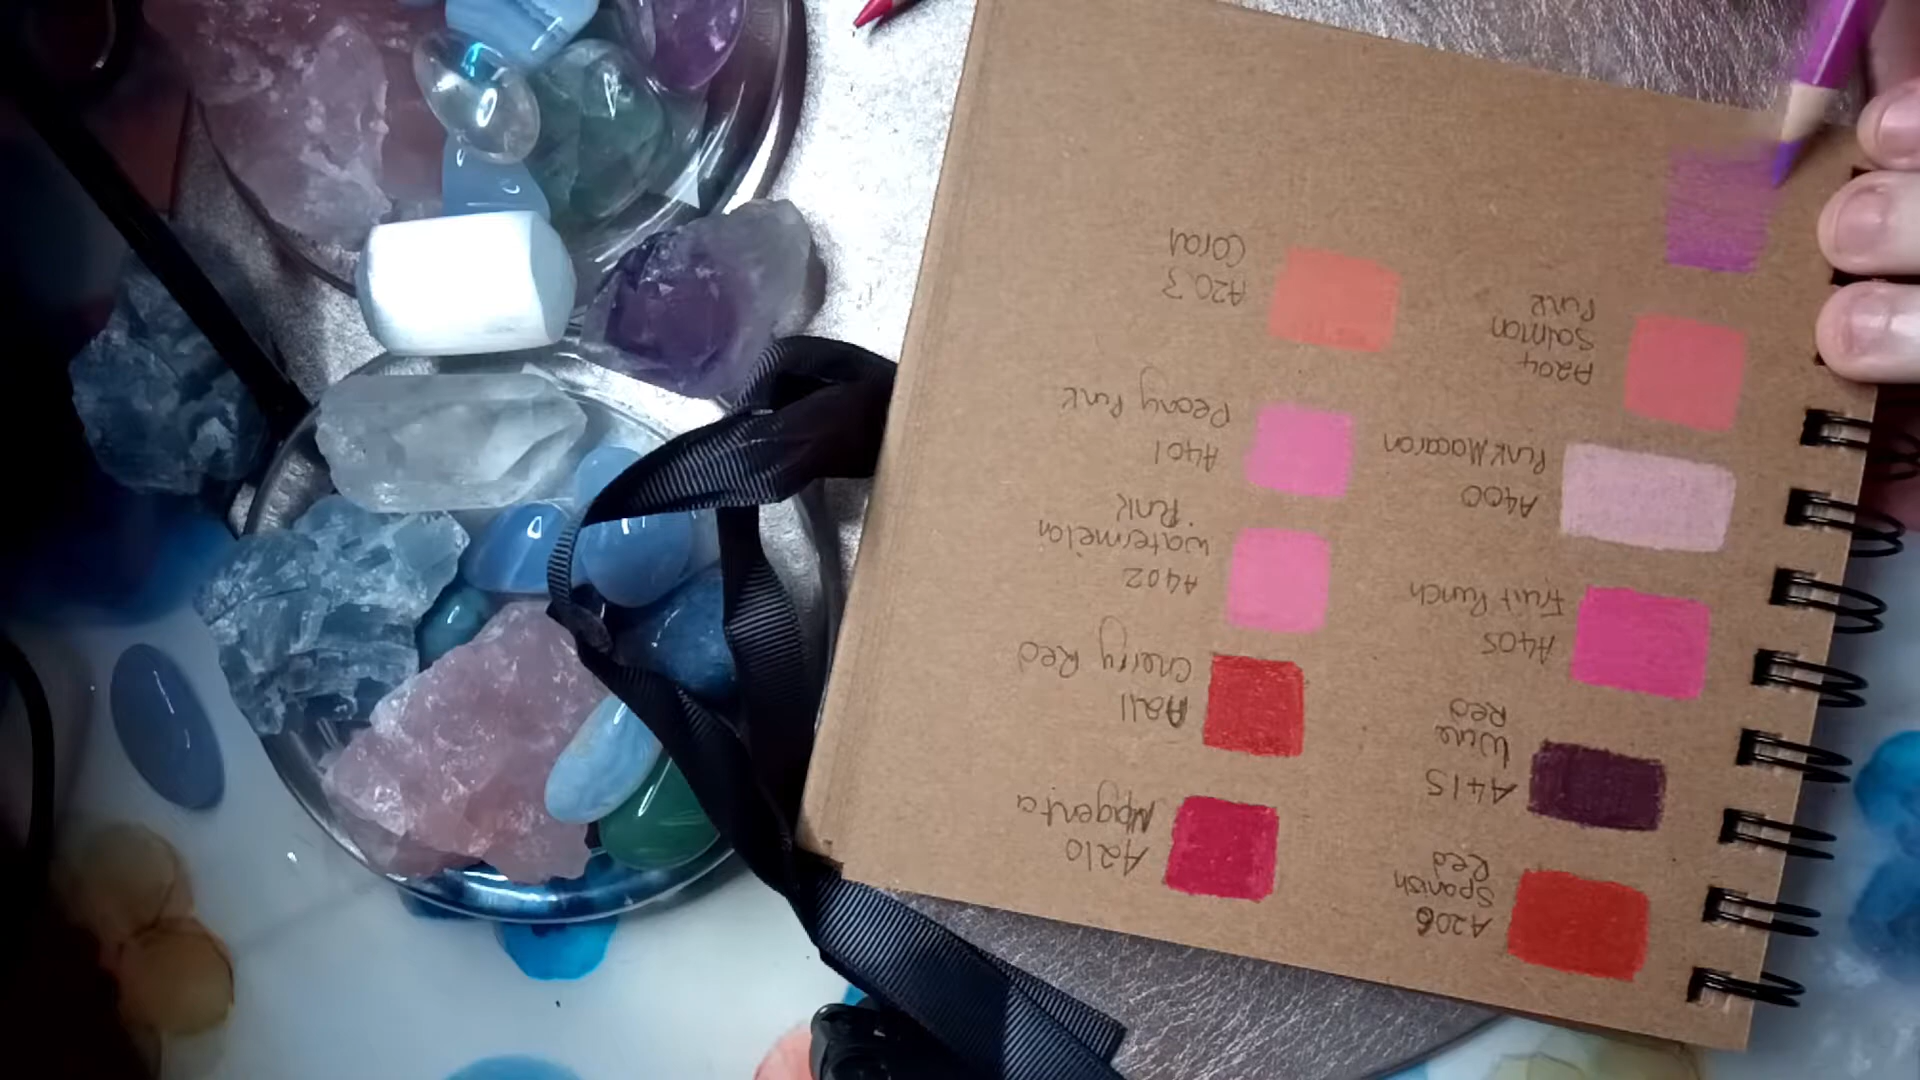 A206
Spanish
Red
A210
Magenta
A415
Wine
Red
A211
Cherry Red
A405
Fruit Punch
A402
watermelon
Pink
A400
Pink Macaron
A401
Peony Pink
A204
Salmon
Pink
A203
Coral